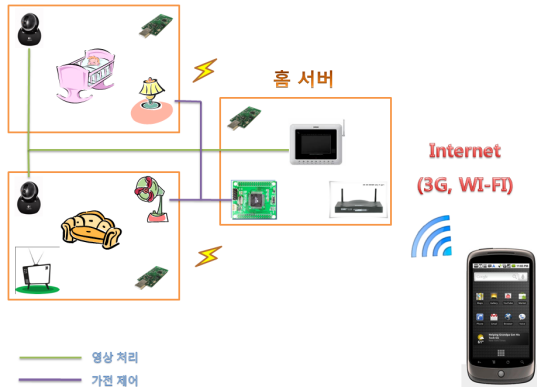 홈 서버
Internet
(3G, WI-FI)
영상 처리
가전 제어